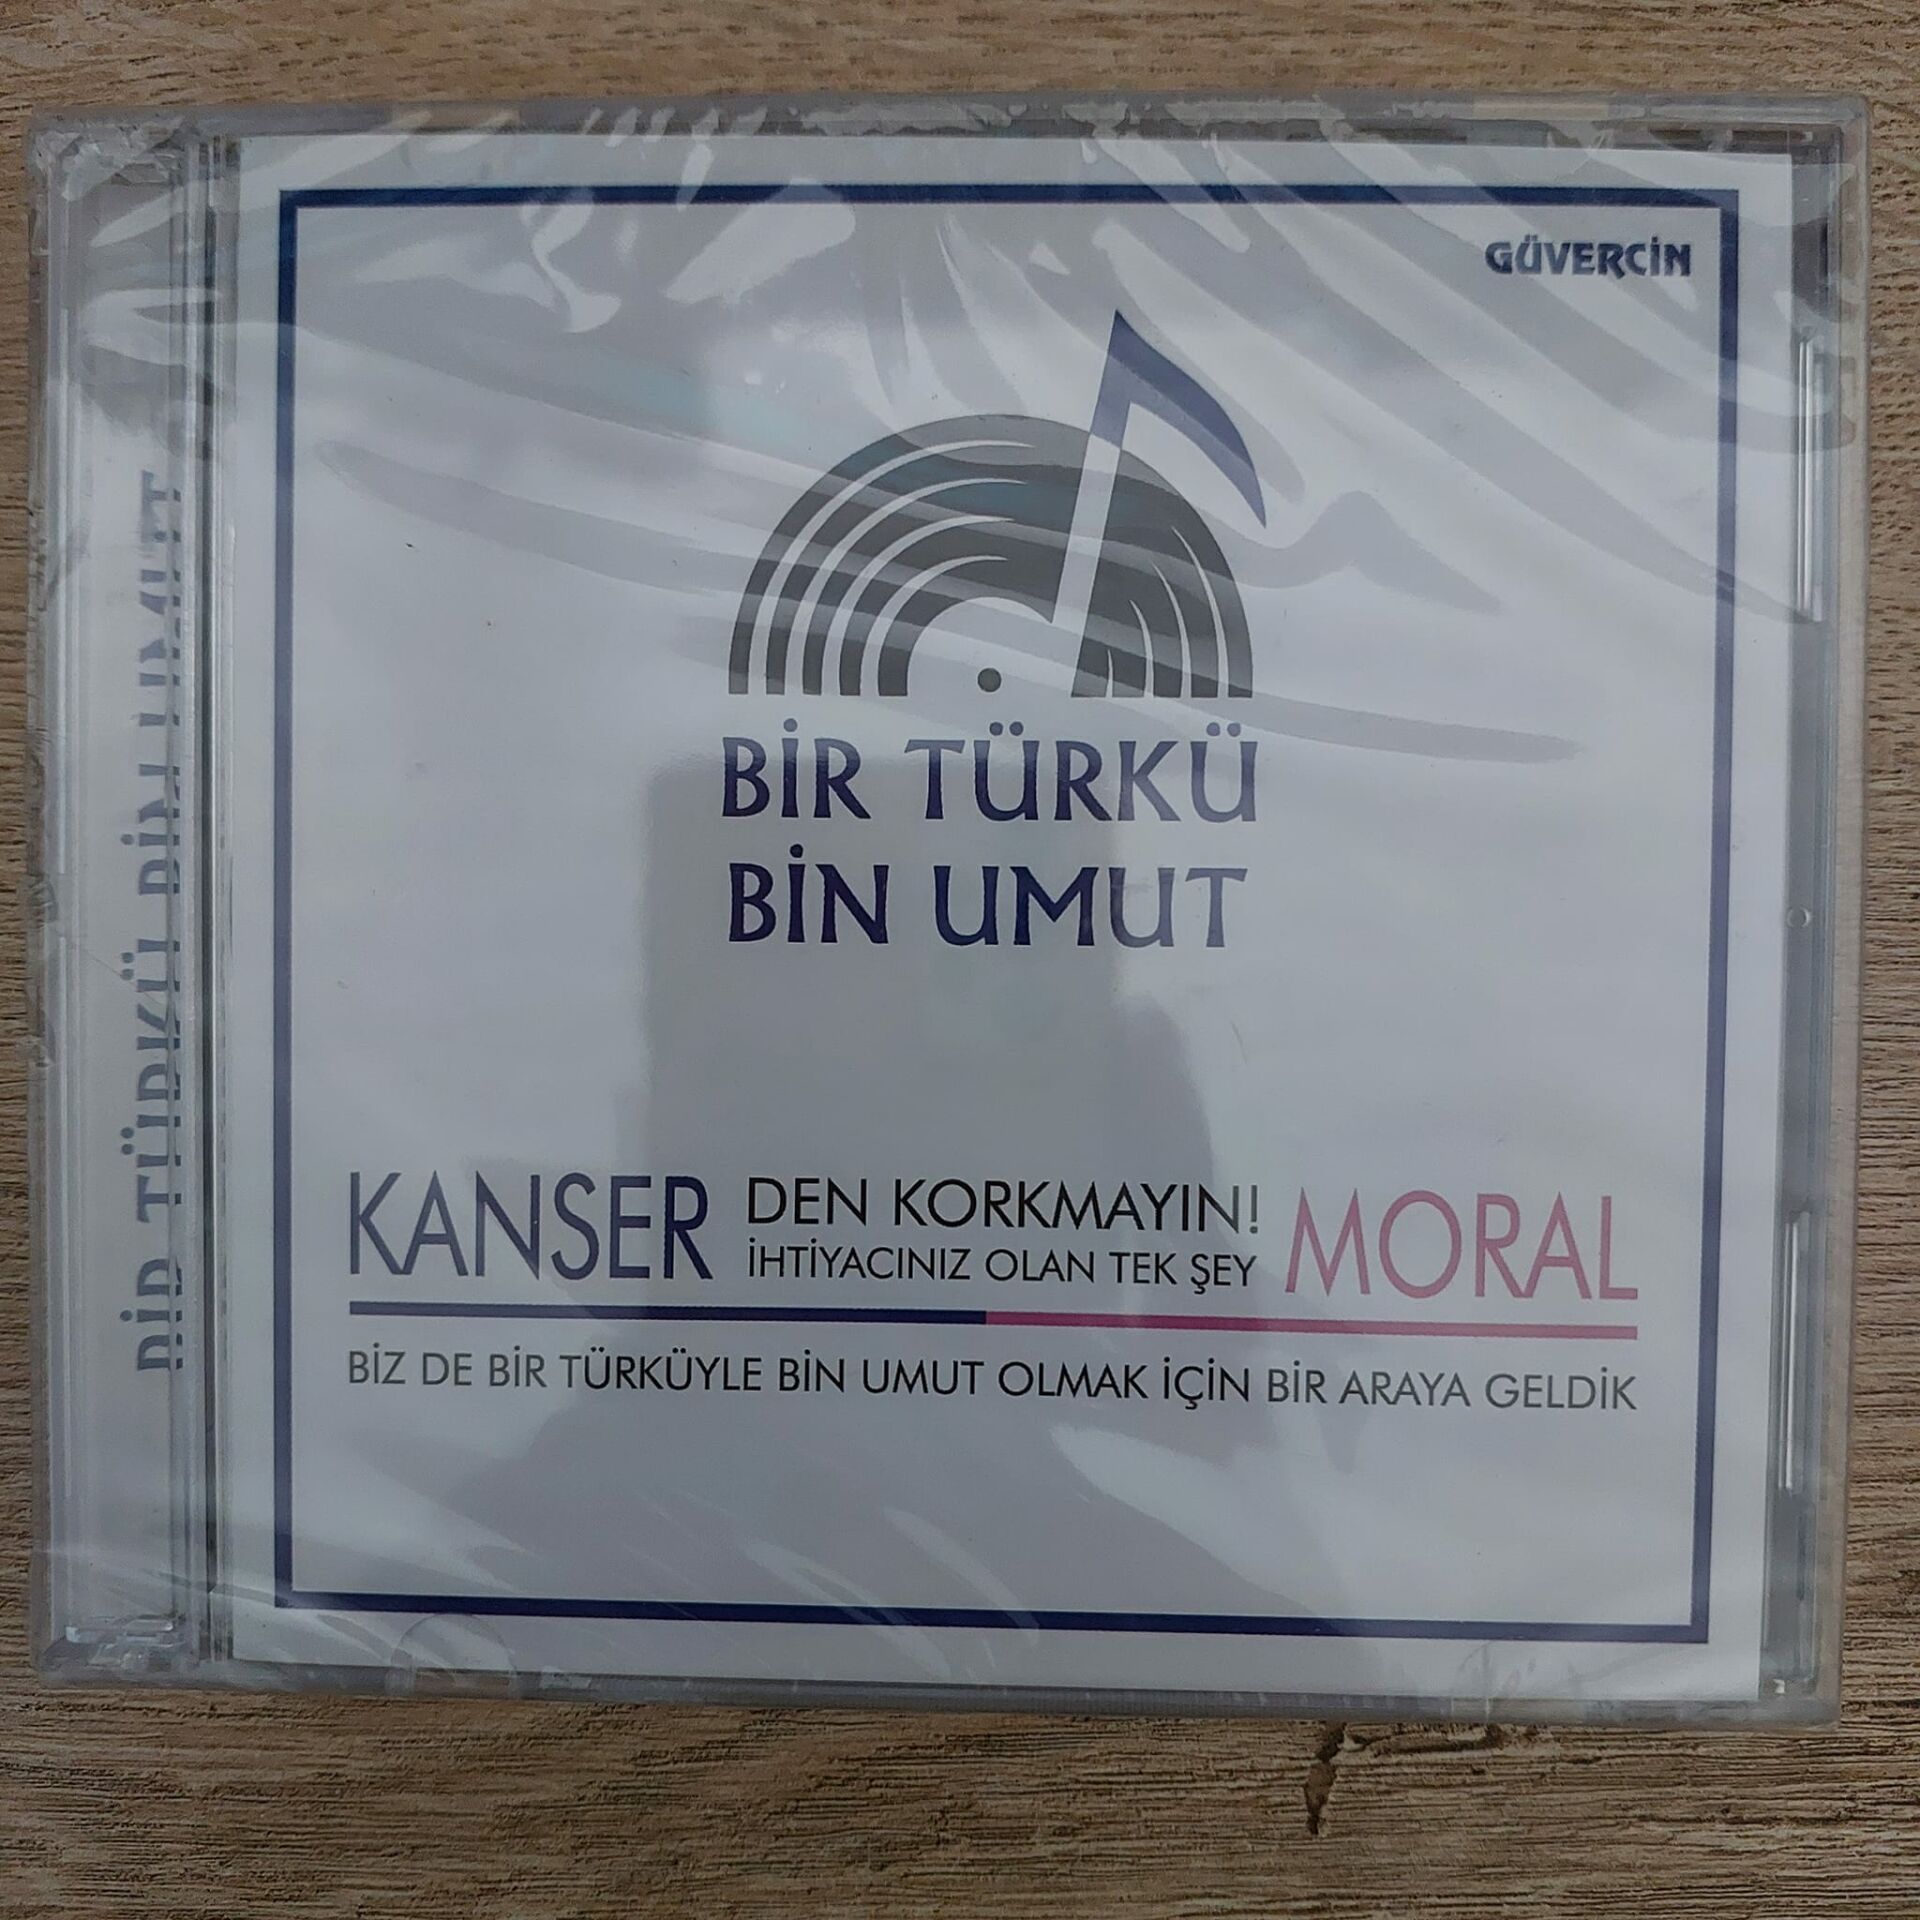 GÜVERCİN
BİR TÜRKÜ
BİN UMUT
KANSER DEN KORKMAYIN! MORAL
İHTİYACINIZ OLAN TEK ŞEY
BİZ DE BİR TÜRKÜYLE BİN UMUT OLMAK İÇİN BİR ARAYA GELDİK
BİR TÜRKÜ BİN UMUT